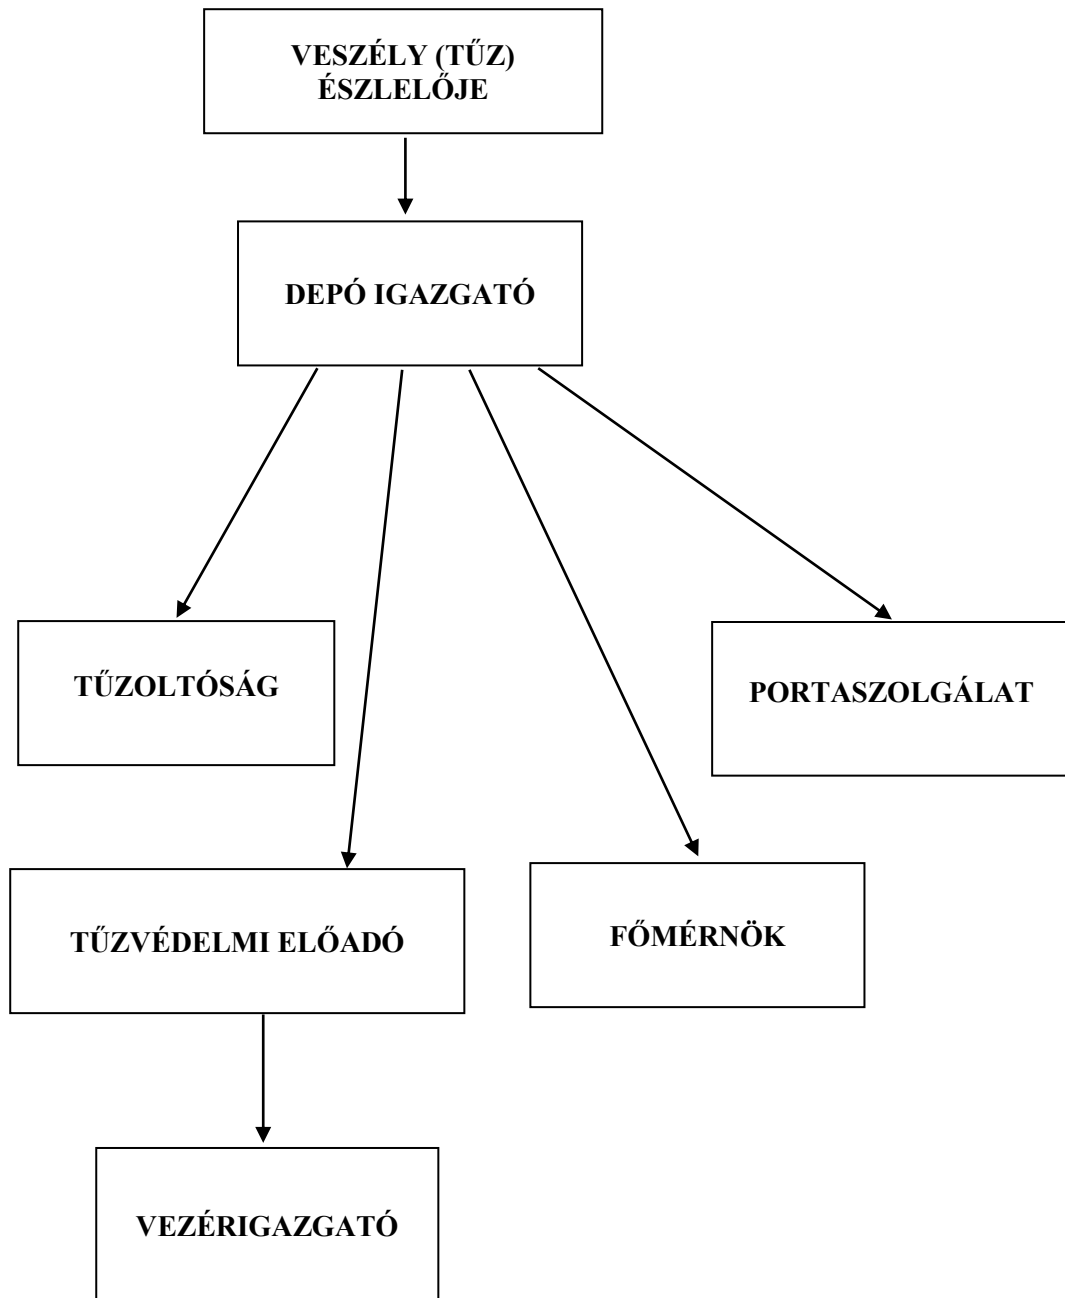 VESZÉLY (TŰZ)
ÉSZLELŐJE
DEPÓ IGAZGATÓ
TŰZOLTÓSÁG
PORTASZOLGÁLAT
TŰZVÉDELMI ELŐADÓ
FŐMÉRNÖK
VEZÉRIGAZGATÓ